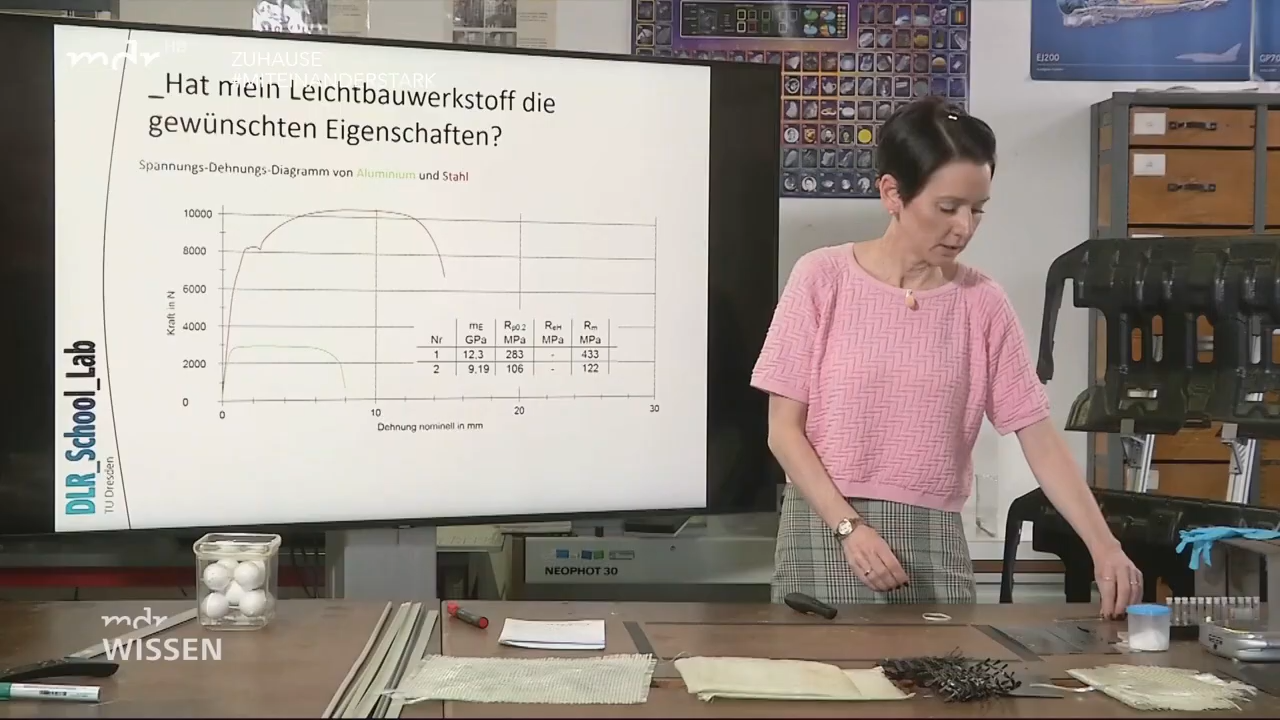 mdr HD
ZUHAUSE
#MITEINANDERSTARK
_Hat mein Leichtbauwerkstoff die
gewünschten Eigenschaften?
Spannungs-Dehnungs-Diagramm von Aluminium und Stahl
10000
8000
6000
4000
2000
0
Kraft in N
0 10 20 30
Dehnung nominell in mm
mE Rp0.2 ReH Rm
Nr GPa MPa MPa MPa
1 12,3 283 - 433
2 9,19 106 - 122
DLR_School_Lab
TU Dresden
EJ200
GP70
NEOPHOT 30
mdr
WISSEN